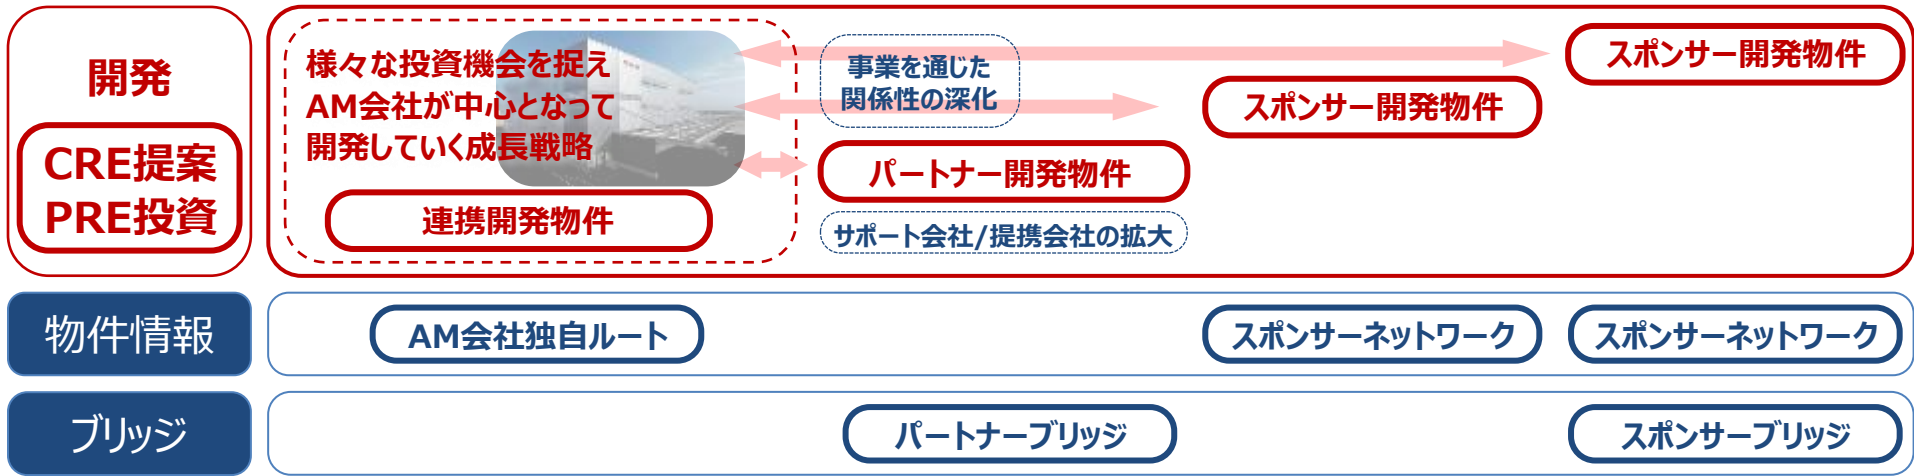 開発
CRE提案
PRE投資
様々な投資機会を捉え
AM会社が中心となって
開発していく成長戦略
連携開発物件
事業を通じた
関係性の深化
パートナー開発物件
サポート会社/提携会社の拡大
スポンサー開発物件
スポンサー開発物件
物件情報
AM会社独自ルート
スポンサーネットワーク
スポンサーネットワーク
ブリッジ
パートナーブリッジ
スポンサーブリッジ